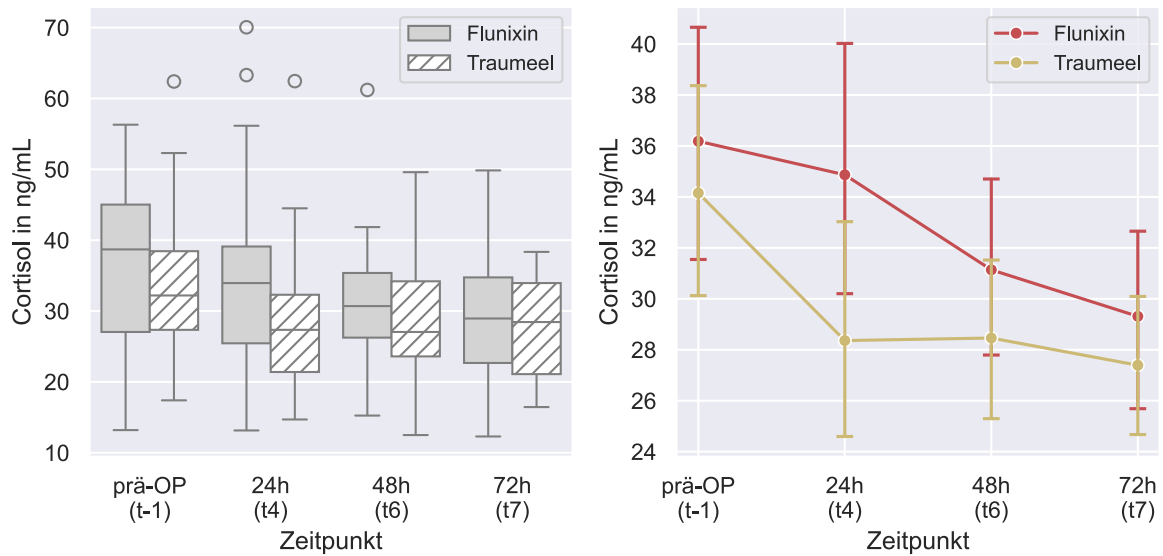 70
60
50
40
30
20
10
Cortisol in ng/mL
Flunixin
Traumeel
prä-OP
(t-1)
24h
(t4)
48h
(t6)
72h
(t7)
Zeitpunkt
40
38
36
34
32
30
28
26
24
Cortisol in ng/mL
Flunixin
Traumeel
prä-OP
(t-1)
24h
(t4)
48h
(t6)
72h
(t7)
Zeitpunkt